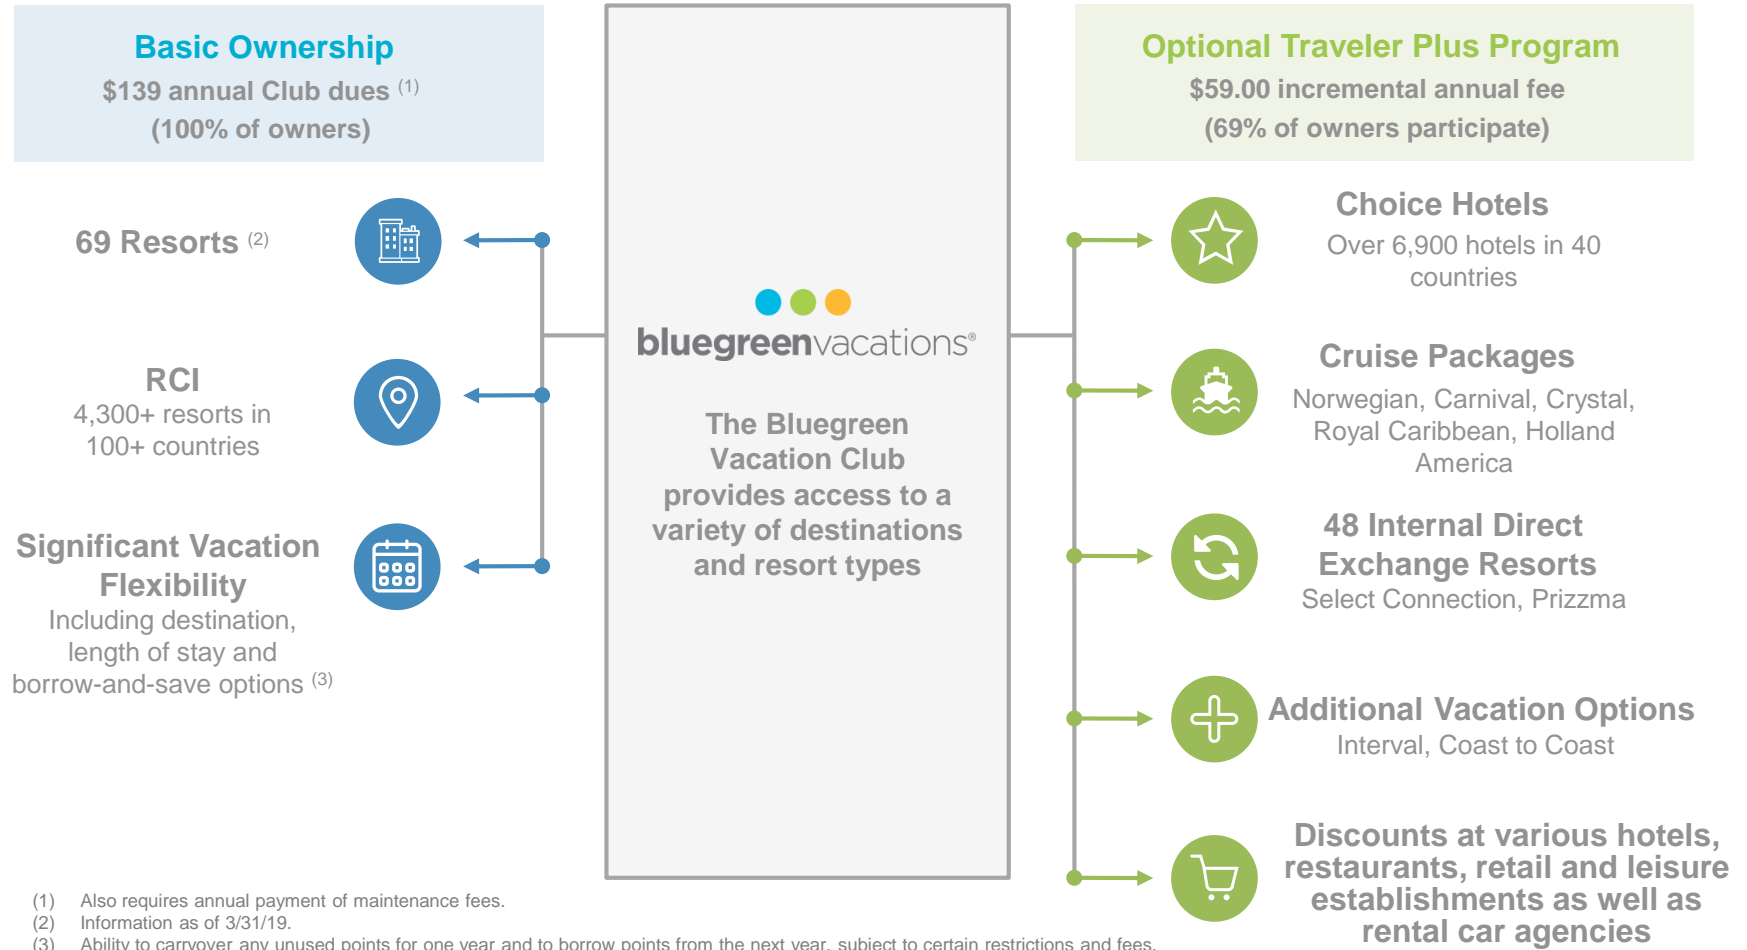 Basic Ownership
$139 annual Club dues (1)
(100% of owners)
69 Resorts (2)
RCI
4,300+ resorts in
100+ countries
Significant Vacation
Flexibility
Including destination,
length of stay and
borrow-and-save options (3)
bluegreenvacations®
The Bluegreen
Vacation Club
provides access to a
variety of destinations
and resort types
Optional Traveler Plus Program
$59.00 incremental annual fee
(69% of owners participate)
Choice Hotels
Over 6,900 hotels in 40
countries
Cruise Packages
Norwegian, Carnival, Crystal,
Royal Caribbean, Holland
America
48 Internal Direct
Exchange Resorts
Select Connection, Prizzma
Additional Vacation Options
Interval, Coast to Coast
Discounts at various hotels,
restaurants, retail and leisure
establishments as well as
rental car agencies
(1) Also requires annual payment of maintenance fees.
(2) Information as of 3/31/19.
(3) Ability to carryover any unused points for one year and to borrow points from the next year, subject to certain restrictions and fees.